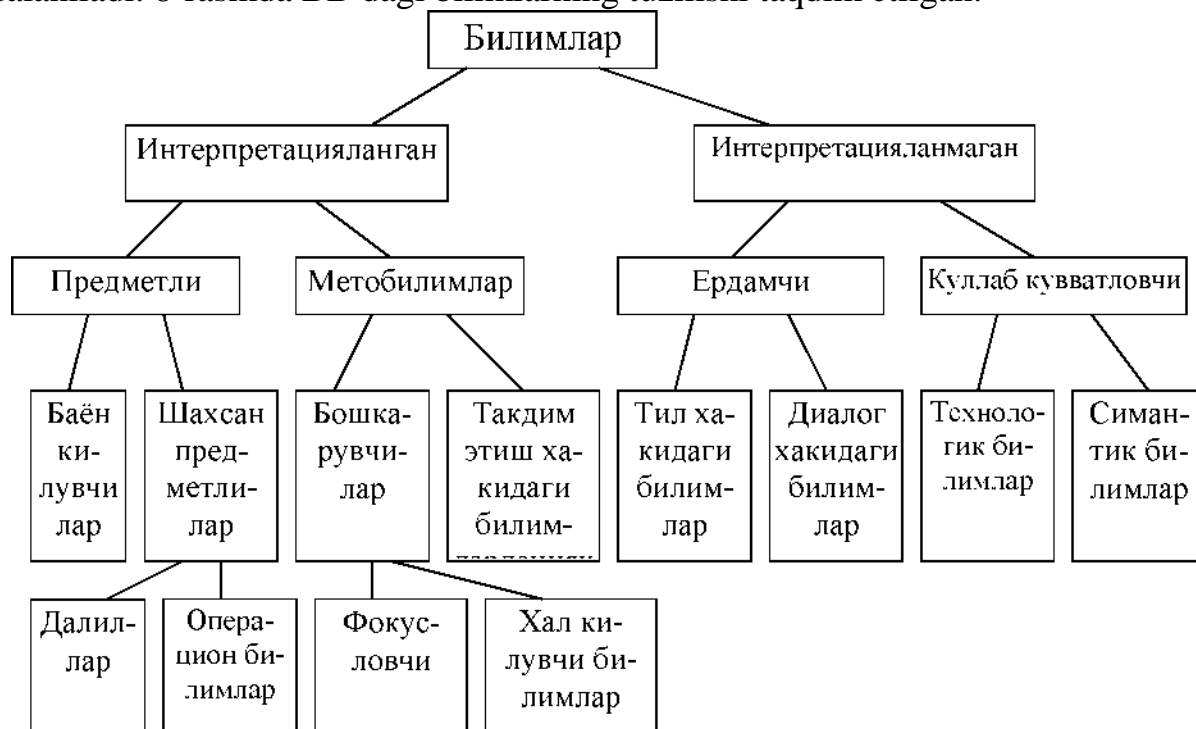 Билимлар
Интерпретацияланган
Интерпретацияланмаган
Предметли
Метобилимлар
Ердамчи
Куллаб кувватловчи
Баён
ки-
лувчи
лар
Шахсан
пред-
метли-
лар
Бошка-
рувчи-
лар
Такдим
этиш ха-
кидаги
билим-
Тил ха-
кидаги
билим-
лар
Диалог
хакидаги
билим-
лар
Техноло-
гик би-
лимлар
Симан-
тик би-
лимлар
Далил-
лар
Опера-
цион би-
лимлар
Фокус-
ловчи
Хал ки-
лувчи би-
лимлар